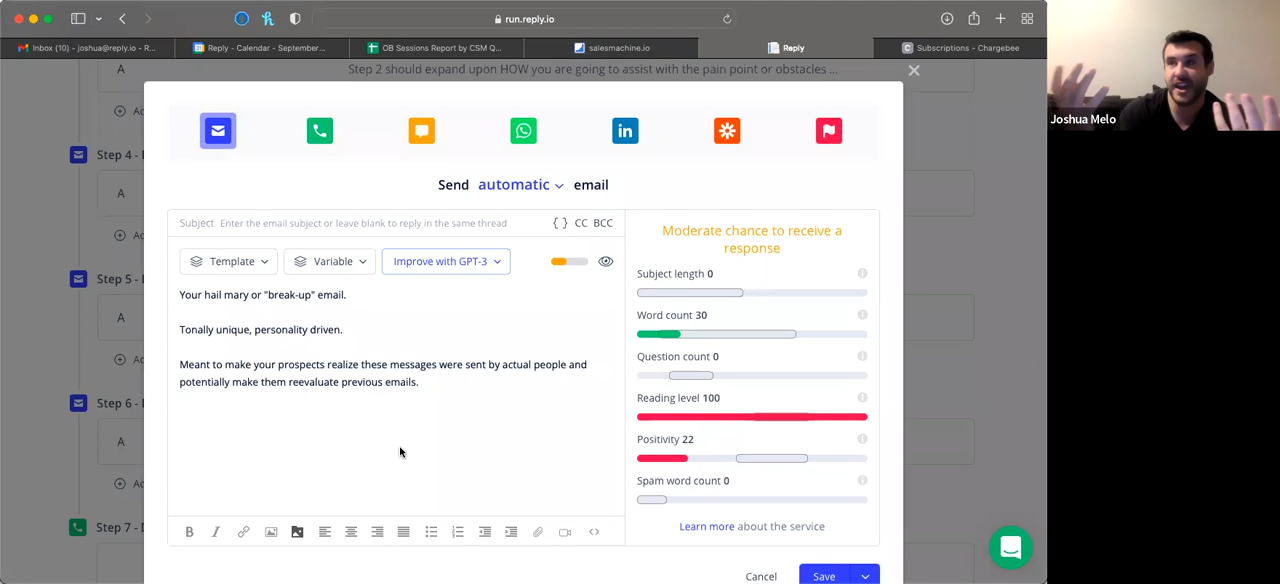 run.reply.io
Inbox (10) - joshua@reply.io - R...
Reply - Calendar - September...
OB Sessions Report by CSM Q...
salesmachine.io
Reply
Subscriptions - Chargebee
A
Step 2 should expand upon HOW you are going to assist with the pain point or obstacles ...
Joshua Melo
Step 4 -
A
Step 5 -
A
Step 6 -
A
Step 7 -
Send automatic email
Subject Enter the email subject or leave blank to reply in the same thread
{ } CC BCC
Template
Variable
Improve with GPT-3
Your hail mary or "break-up" email.
Tonally unique, personality driven.
Meant to make your prospects realize these messages were sent by actual people and
potentially make them reevaluate previous emails.
B I
Moderate chance to receive a
response
Subject length 0
Word count 30
Question count 0
Reading level 100
Positivity 22
Spam word count 0
Learn more about the service
Cancel
Save